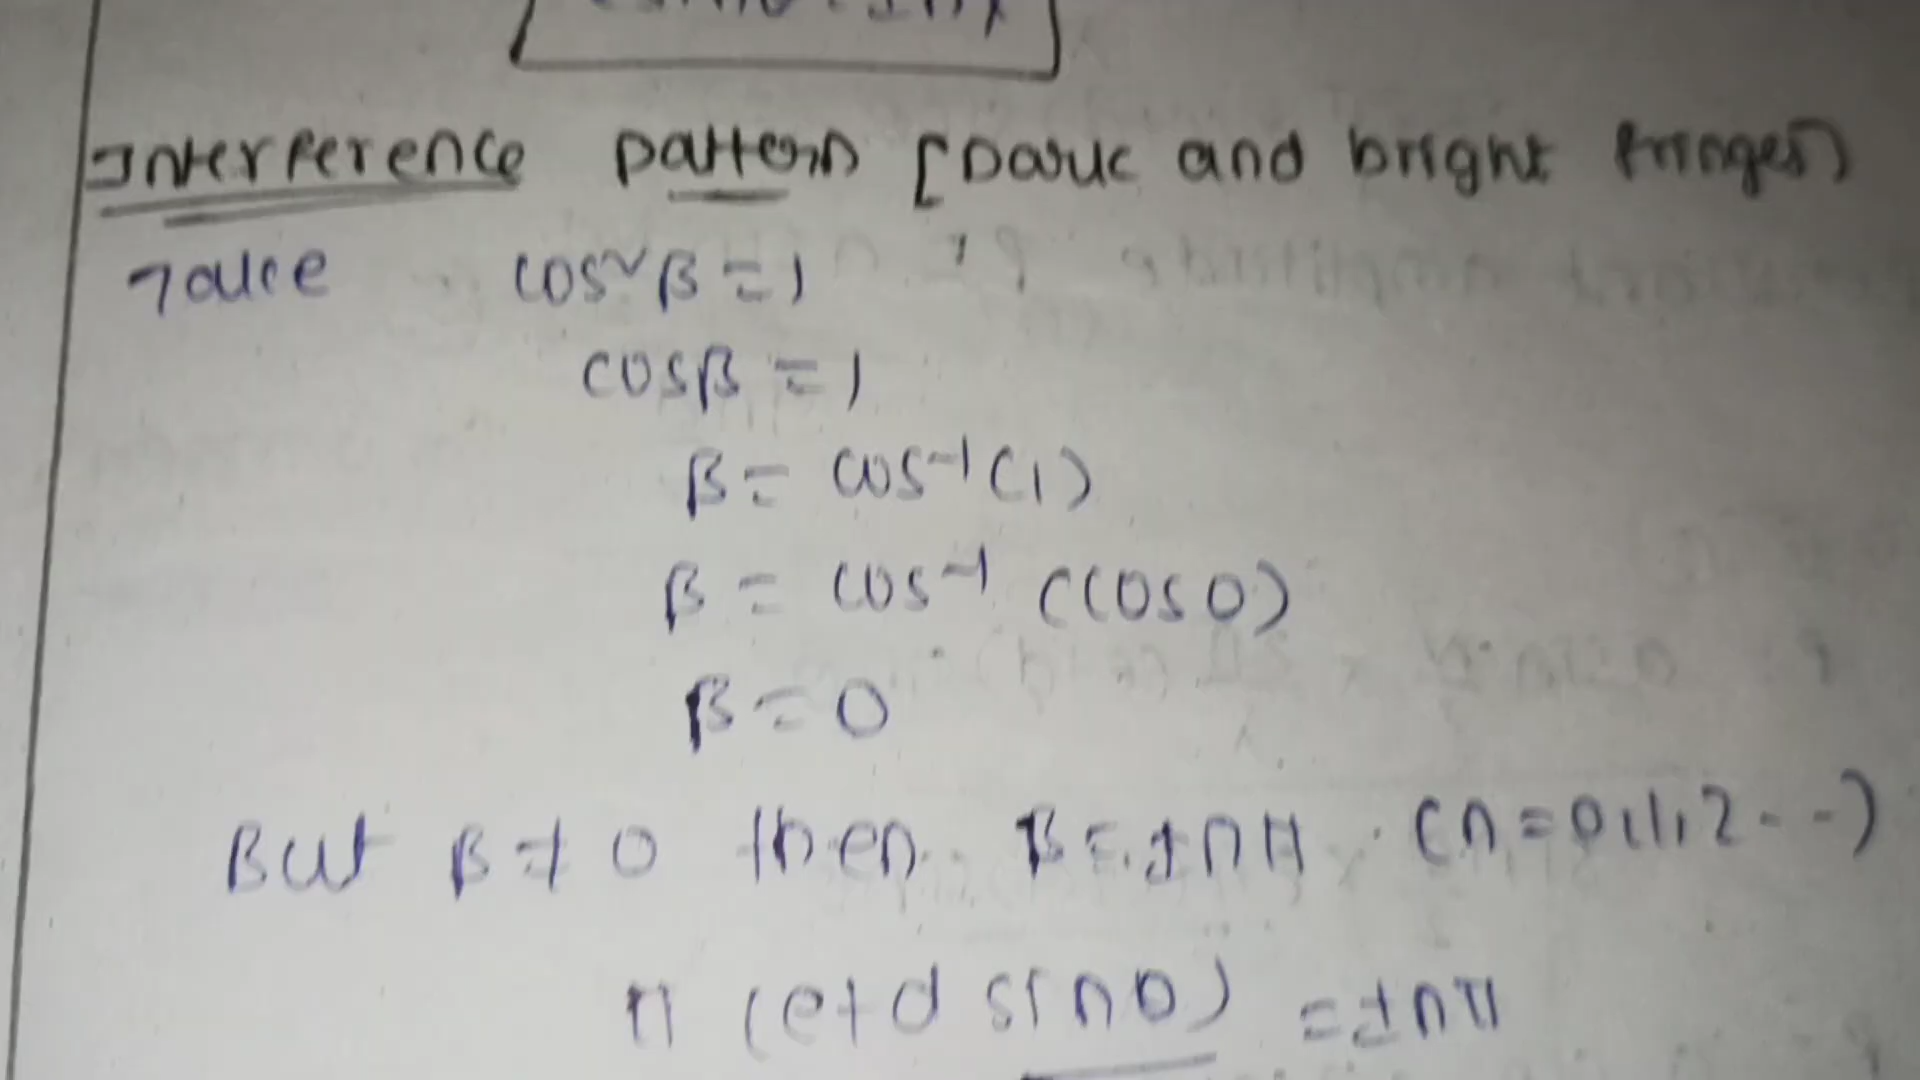 Interference pattern [Dark and bright fringes]
Take cos²β = 1
cosβ = 1
β = cos⁻¹(1)
β = cos⁻¹ (cos0)
β = 0
But β ≠ 0 then β = ±nπ (n = 0,1,2--)
π (e+d sinθ) = ±nπ